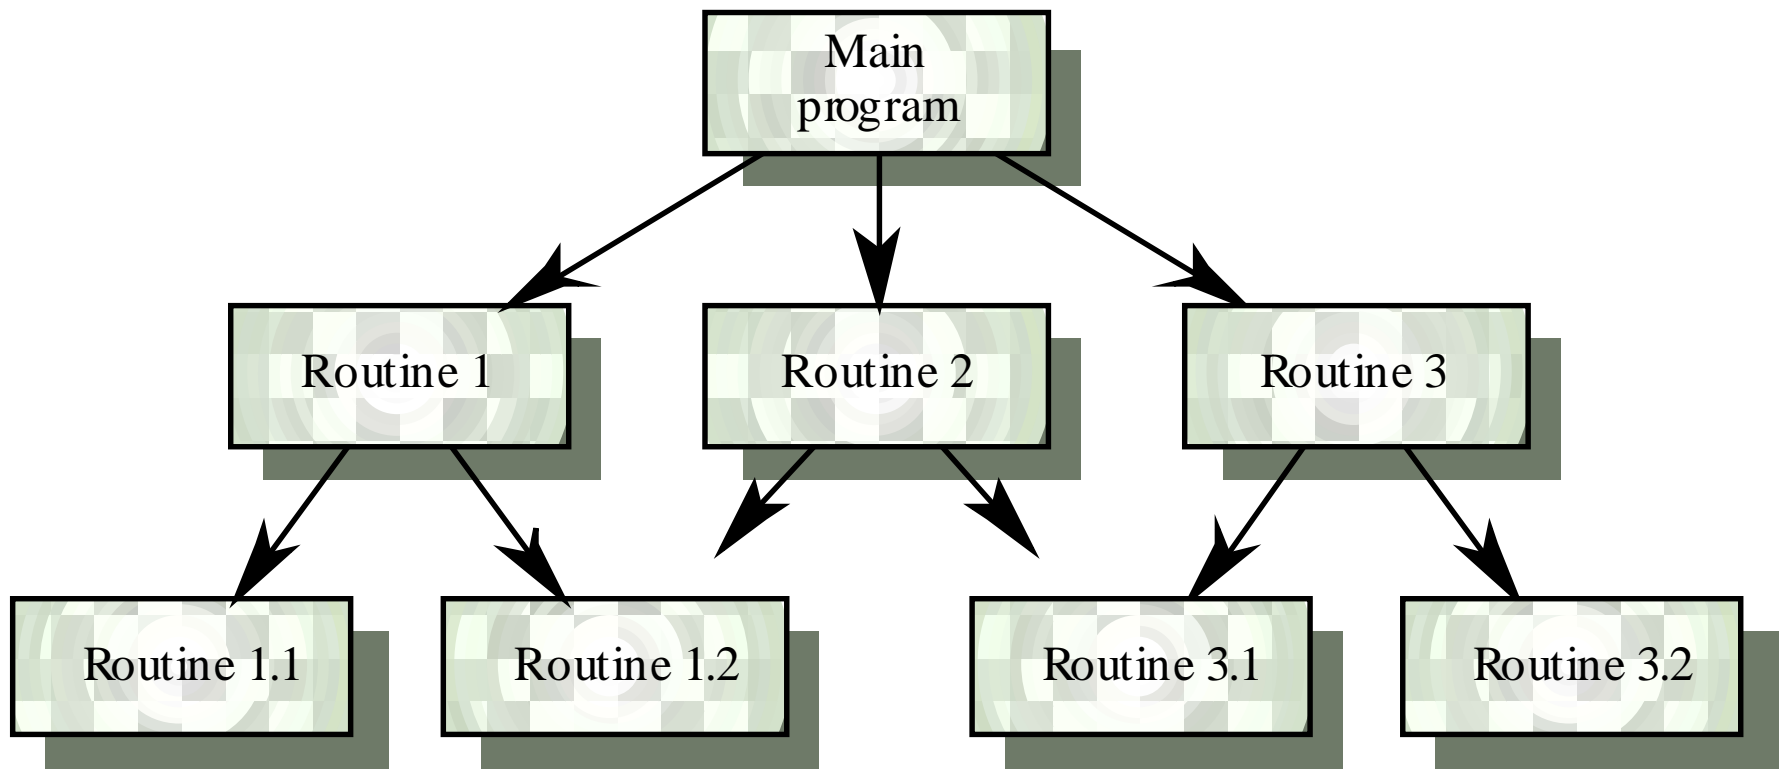 Main
program
Routine 1
Routine 2
Routine 3
Routine 1.1
Routine 1.2
Routine 3.1
Routine 3.2